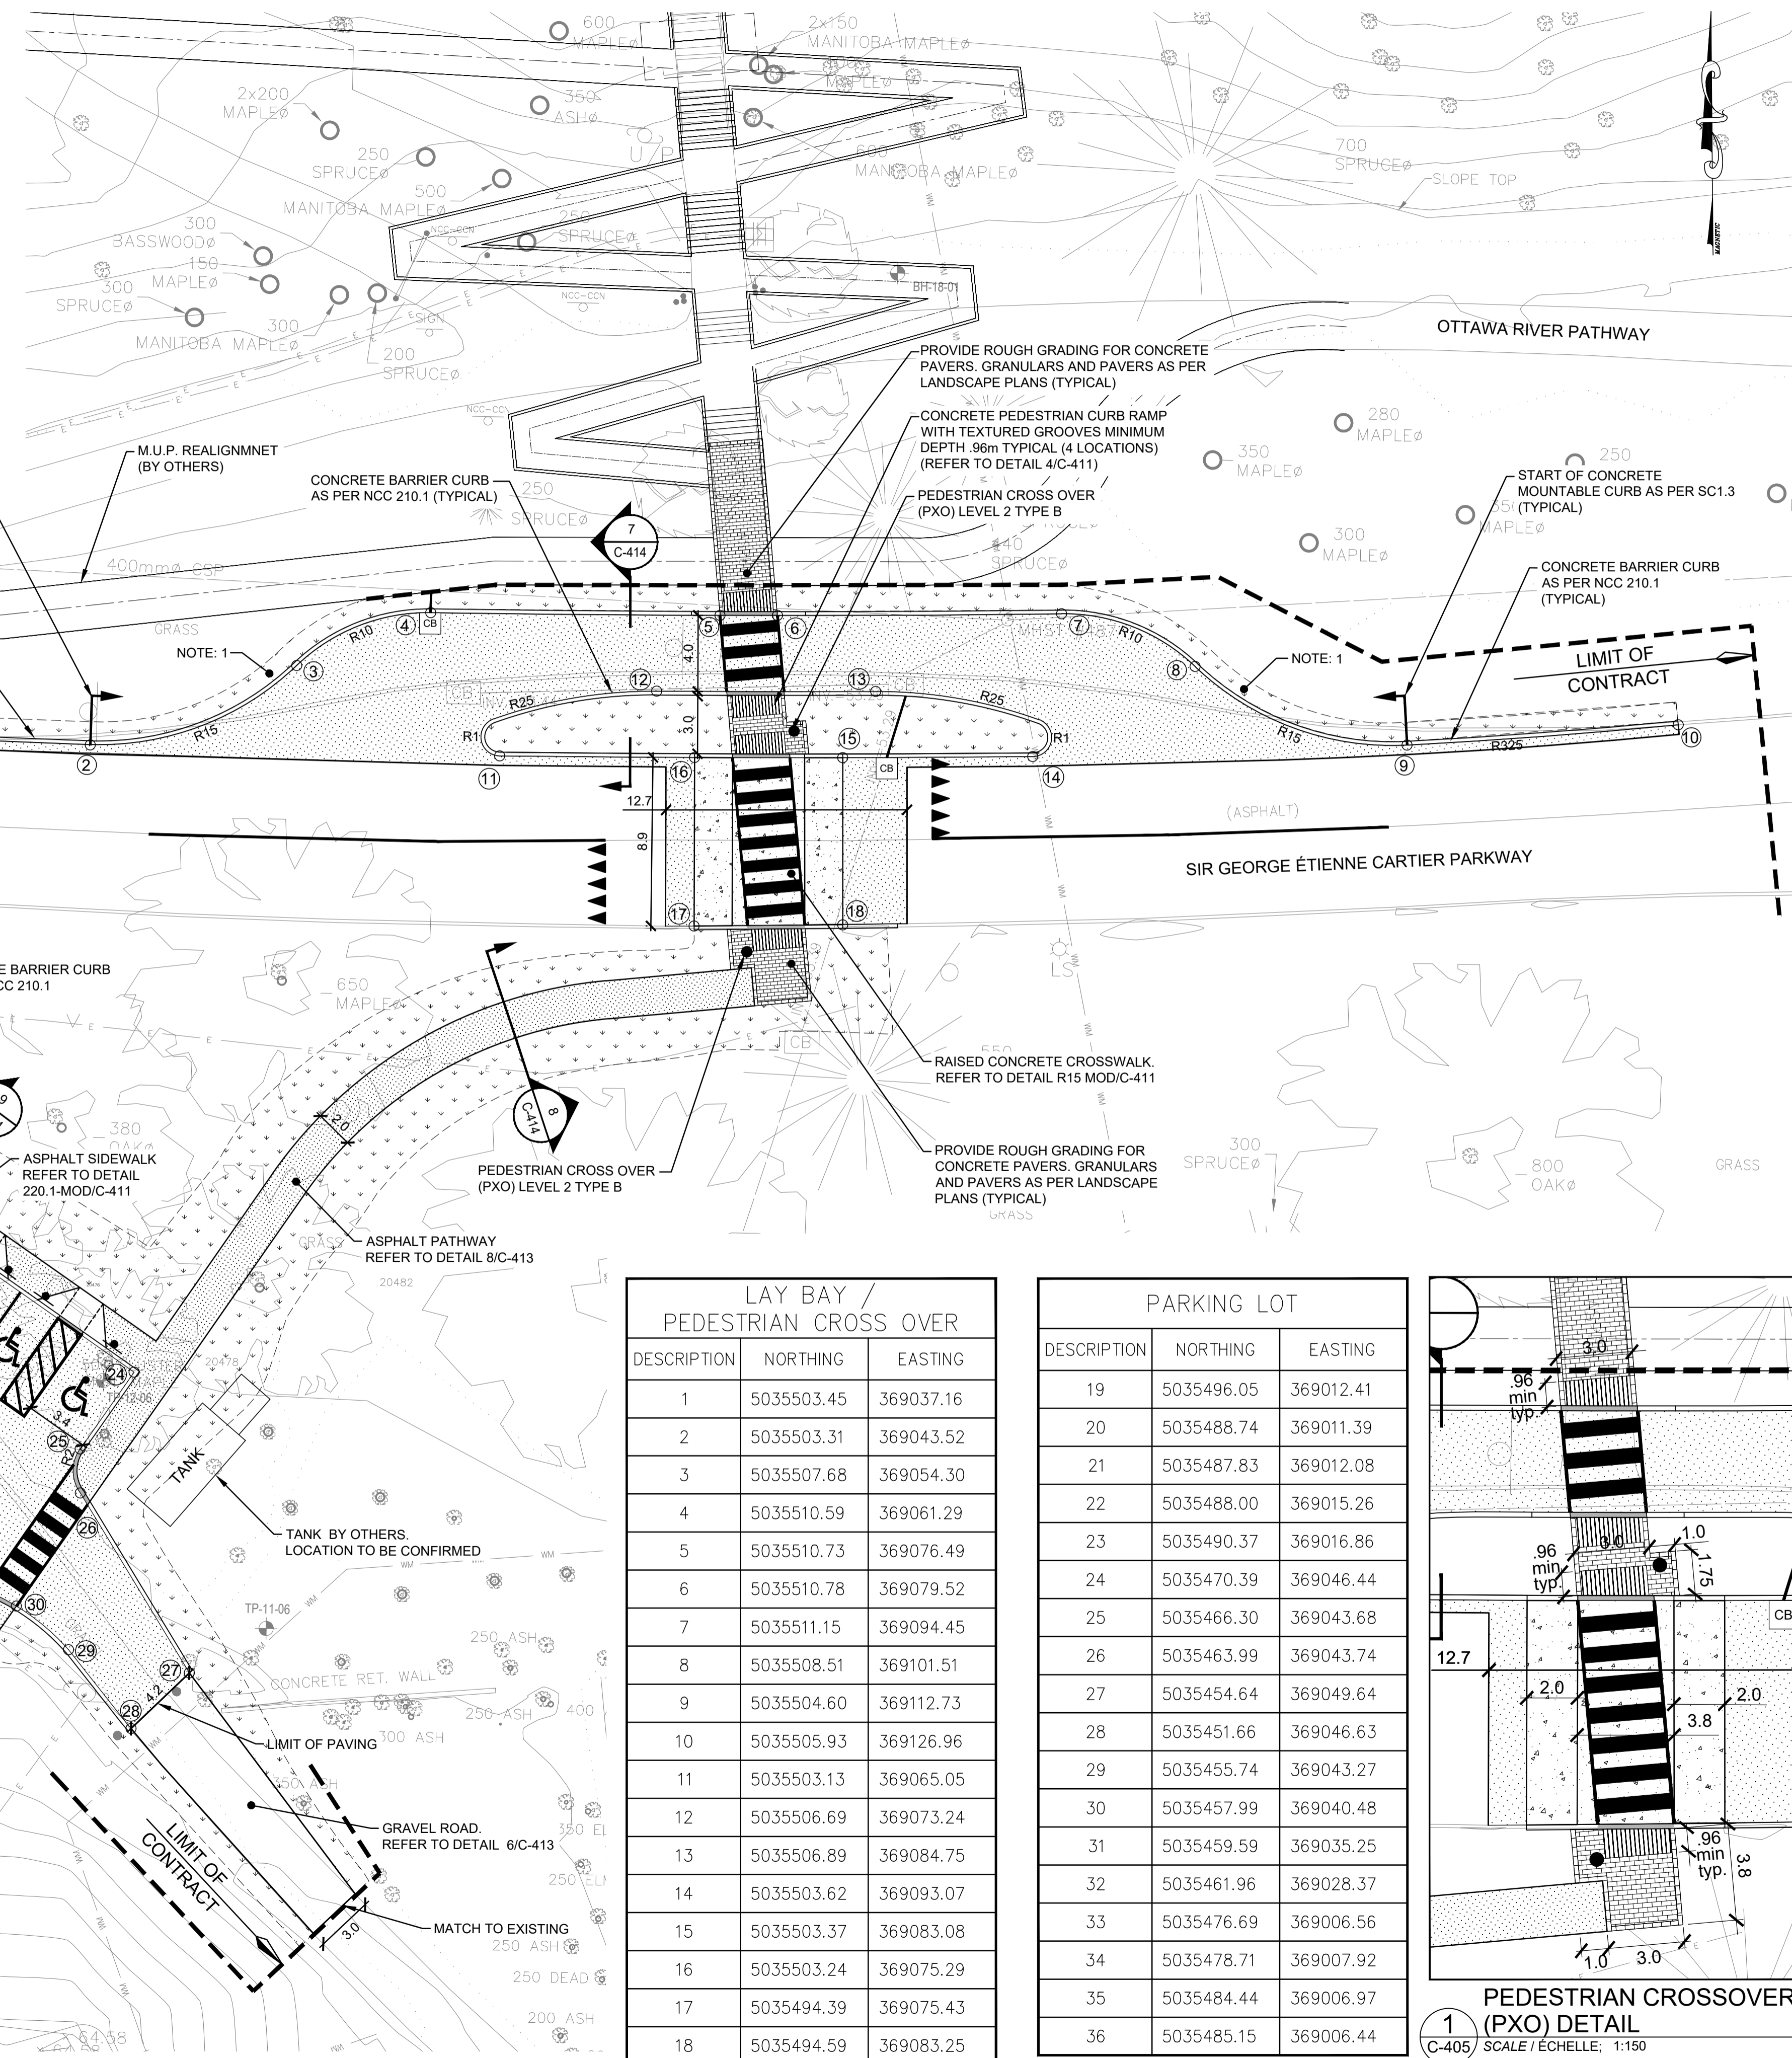 600
MAPLEø
2x150
MANITOBA MAPLEø
MAPLEø
2x200
MAPLEø
350
ASHø
250
SPRUCEø
U/P
600
MANITOBA MAPLEø
700
SPRUCEø
SLOPE TOP
MAGNETIC
500
MANITOBA MAPLEø
NCC-CCN
250
SPRUCEø
300
BASSWOODø
150
MAPLEø
300
SPRUCEø
NCC-CCN
SIGN
BH-18-01
300
MANITOBA MAPLEø
200
SPRUCEø
OTTAWA RIVER PATHWAY
PROVIDE ROUGH GRADING FOR CONCRETE
PAVERS. GRANULARS AND PAVERS AS PER
LANDSCAPE PLANS (TYPICAL)
NCC-CCN
CONCRETE PEDESTRIAN CURB RAMP
WITH TEXTURED GROOVES MINIMUM
DEPTH .96m TYPICAL (4 LOCATIONS)
(REFER TO DETAIL 4/C-411)
280
MAPLEø
350
MAPLEø
250
M.U.P. REALIGNMNET
(BY OTHERS)
CONCRETE BARRIER CURB
AS PER NCC 210.1 (TYPICAL)
250
SPRUCEø
PEDESTRIAN CROSS OVER
(PXO) LEVEL 2 TYPE B
START OF CONCRETE
MOUNTABLE CURB AS PER SC1.3
(TYPICAL)
MAPLEø
7
C-414
300
MAPLEø
SPRUCEø
400mmø CSP
CONCRETE BARRIER CURB
AS PER NCC 210.1
(TYPICAL)
GRASS
R10
4
CB
5
6
7
R10
NOTE: 1
3
4.0
8
NOTE: 1
LIMIT OF
CONTRACT
12
13
R25
R25
R15
R1
3.0
R1
R15
R325
10
2
11
16
15
CB
14
9
12.7
8.9
(ASPHALT)
SIR GEORGE ÉTIENNE CARTIER PARKWAY
17
18
LS
E BARRIER CURB
CC 210.1
650
MAPLEø
CB
550
RAISED CONCRETE CROSSWALK.
REFER TO DETAIL R15 MOD/C-411
8
C-414
9
380
OAKø
2.0
ASPHALT SIDEWALK
REFER TO DETAIL
220.1-MOD/C-411
PEDESTRIAN CROSS OVER
(PXO) LEVEL 2 TYPE B
PROVIDE ROUGH GRADING FOR
CONCRETE PAVERS. GRANULARS
AND PAVERS AS PER LANDSCAPE
PLANS (TYPICAL)
GRASS
300
SPRUCEø
800
OAKø
GRASS
GRASS
ASPHALT PATHWAY
REFER TO DETAIL 8/C-413
20482
20478
24
3.4
25
R2
TANK
26
TANK BY OTHERS.
LOCATION TO BE CONFIRMED
30
TP-11-06
29
27
250 ASH
CONCRETE RET. WALL
4.2
28
250 ASH
400
300 ASH
LIMIT OF PAVING
350 ASH
GRAVEL ROAD.
REFER TO DETAIL 6/C-413
LIMIT OF
CONTRACT
MATCH TO EXISTING
3.0
250 ASH
250 DEAD
200 ASH
64.58
LAY BAY /
PEDESTRIAN CROSS OVER
DESCRIPTION NORTHING EASTING
1 5035503.45 369037.16
2 5035503.31 369043.52
3 5035507.68 369054.30
4 5035510.59 369061.29
5 5035510.73 369076.49
6 5035510.78 369079.52
7 5035511.15 369094.45
8 5035508.51 369101.51
9 5035504.60 369112.73
10 5035505.93 369126.96
11 5035503.13 369065.05
12 5035506.69 369073.24
13 5035506.89 369084.75
14 5035503.62 369093.07
15 5035503.37 369083.08
16 5035503.24 369075.29
17 5035494.39 369075.43
18 5035494.59 369083.25
PARKING LOT
DESCRIPTION NORTHING EASTING
19 5035496.05 369012.41
20 5035488.74 369011.39
21 5035487.83 369012.08
22 5035488.00 369015.26
23 5035490.37 369016.86
24 5035470.39 369046.44
25 5035466.30 369043.68
26 5035463.99 369043.74
27 5035454.64 369049.64
28 5035451.66 369046.63
29 5035455.74 369043.27
30 5035457.99 369040.48
31 5035459.59 369035.25
32 5035461.96 369028.37
33 5035476.69 369006.56
34 5035478.71 369007.92
35 5035484.44 369006.97
36 5035485.15 369006.44
3.0
.96
min
typ.
3.0
1.0
.96
min
typ.
1.75
CB
12.7
2.0
2.0
3.8
.96
min
typ.
3.8
1.0
3.0
1
C-405
PEDESTRIAN CROSSOVER
(PXO) DETAIL
SCALE / ÉCHELLE; 1:150